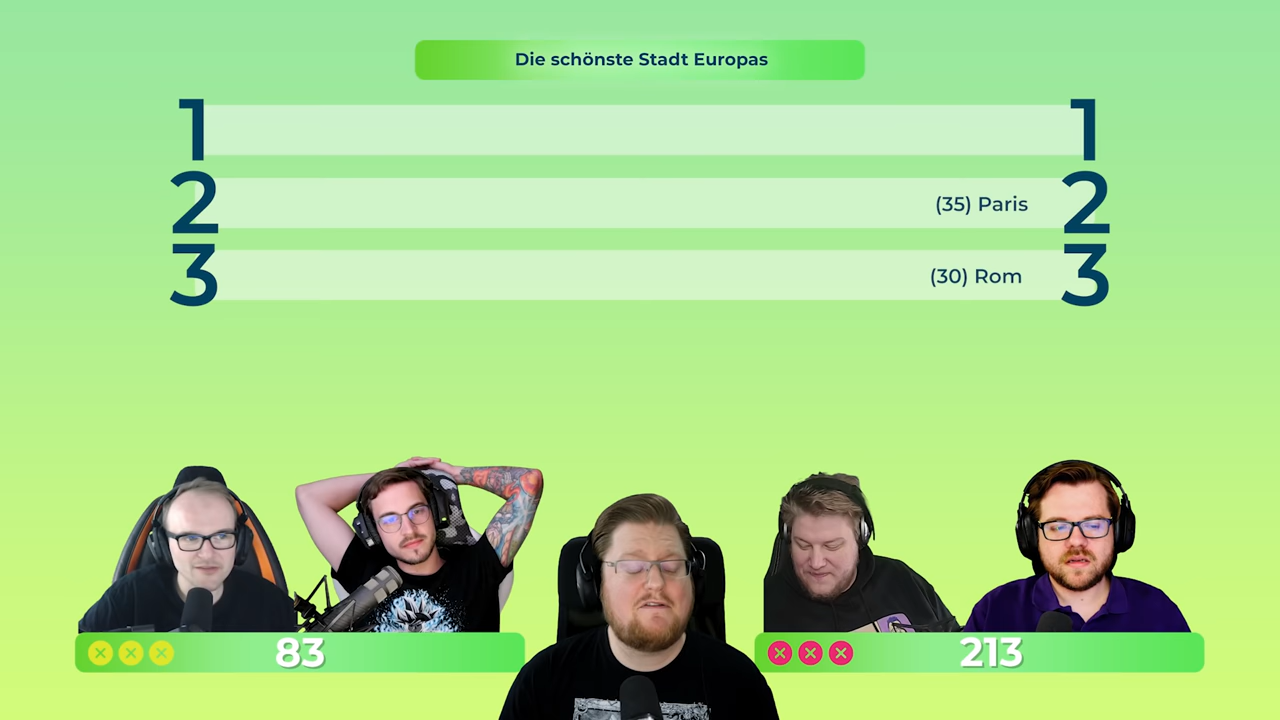 Die schönste Stadt Europas
1 1
2 (35) Paris 2
3 (30) Rom 3
83 213